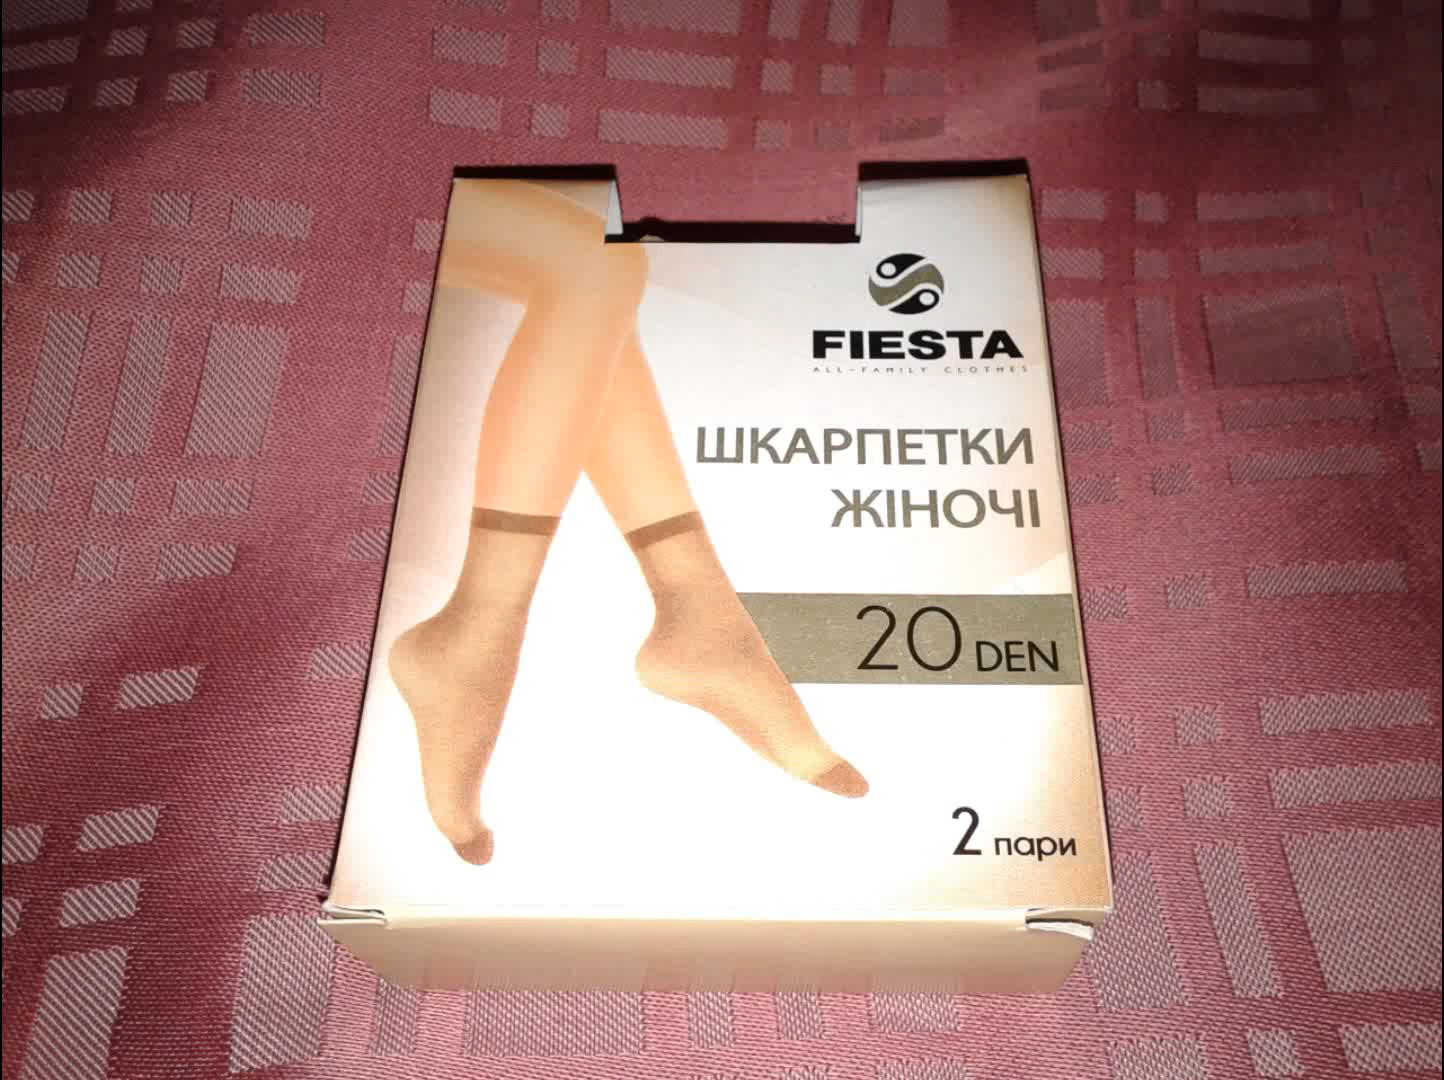 FIESTA
ALL-FAMILY CLOTHES
ШКАРПЕТКИ
ЖІНОЧІ
20 DEN
2 пари